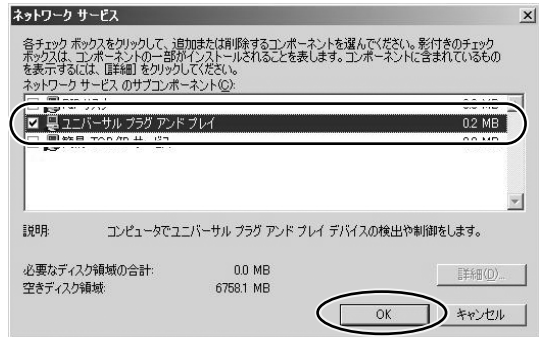 ネットワーク サービス
各チェック ボックスをクリックして、追加または削除するコンポーネントを選んでください。影付きのチェック
ボックスは、コンポーネントの一部がインストールされることを表します。コンポーネントに含まれているもの
を表示するには、[詳細] をクリックしてください。
ネットワーク サービス のサブコンポーネント(C):
ユニバーサル プラグ アンド プレイ 0.2 MB
説明: コンピュータでユニバーサル プラグ アンド プレイ デバイスの検出や制御をします。
必要なディスク領域の合計: 0.0 MB
空きディスク領域: 6758.1 MB
詳細(D)...
OK
キャンセル